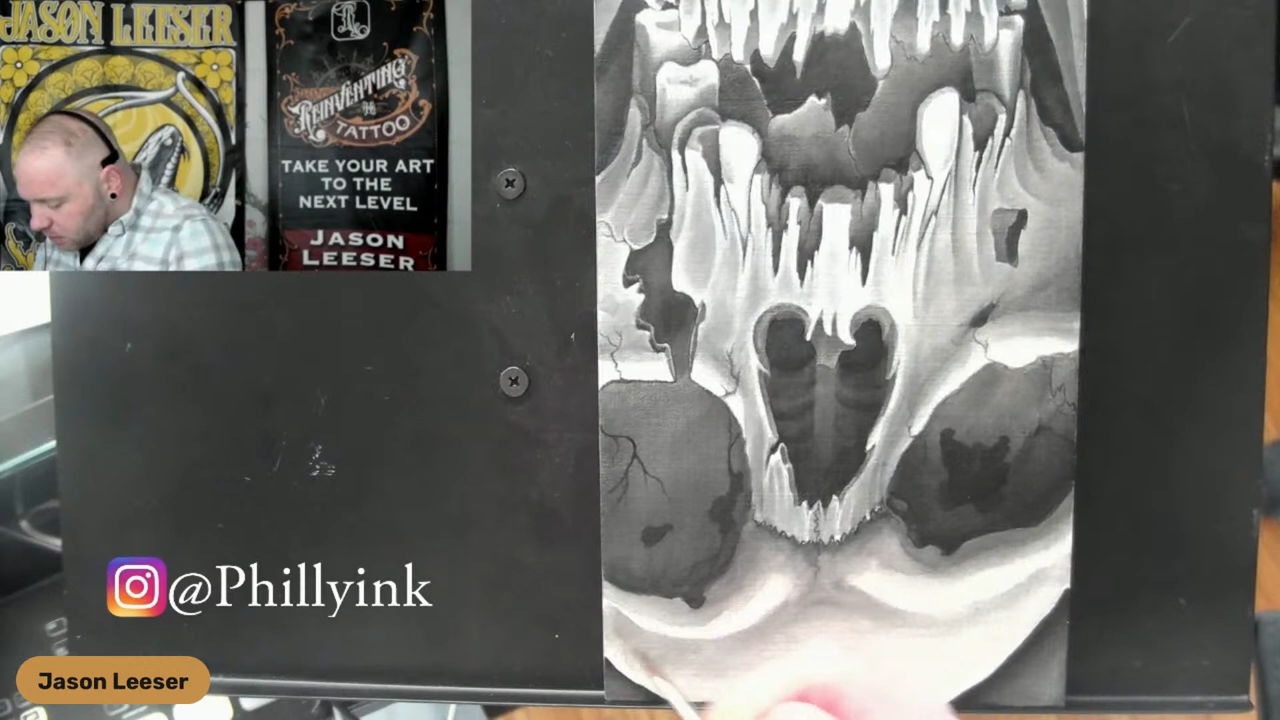 JASON LEESER
REINVENTING
TATTOO
TAKE YOUR ART
TO THE
NEXT LEVEL
JASON
LEESER
@Phillyink
Jason Leeser